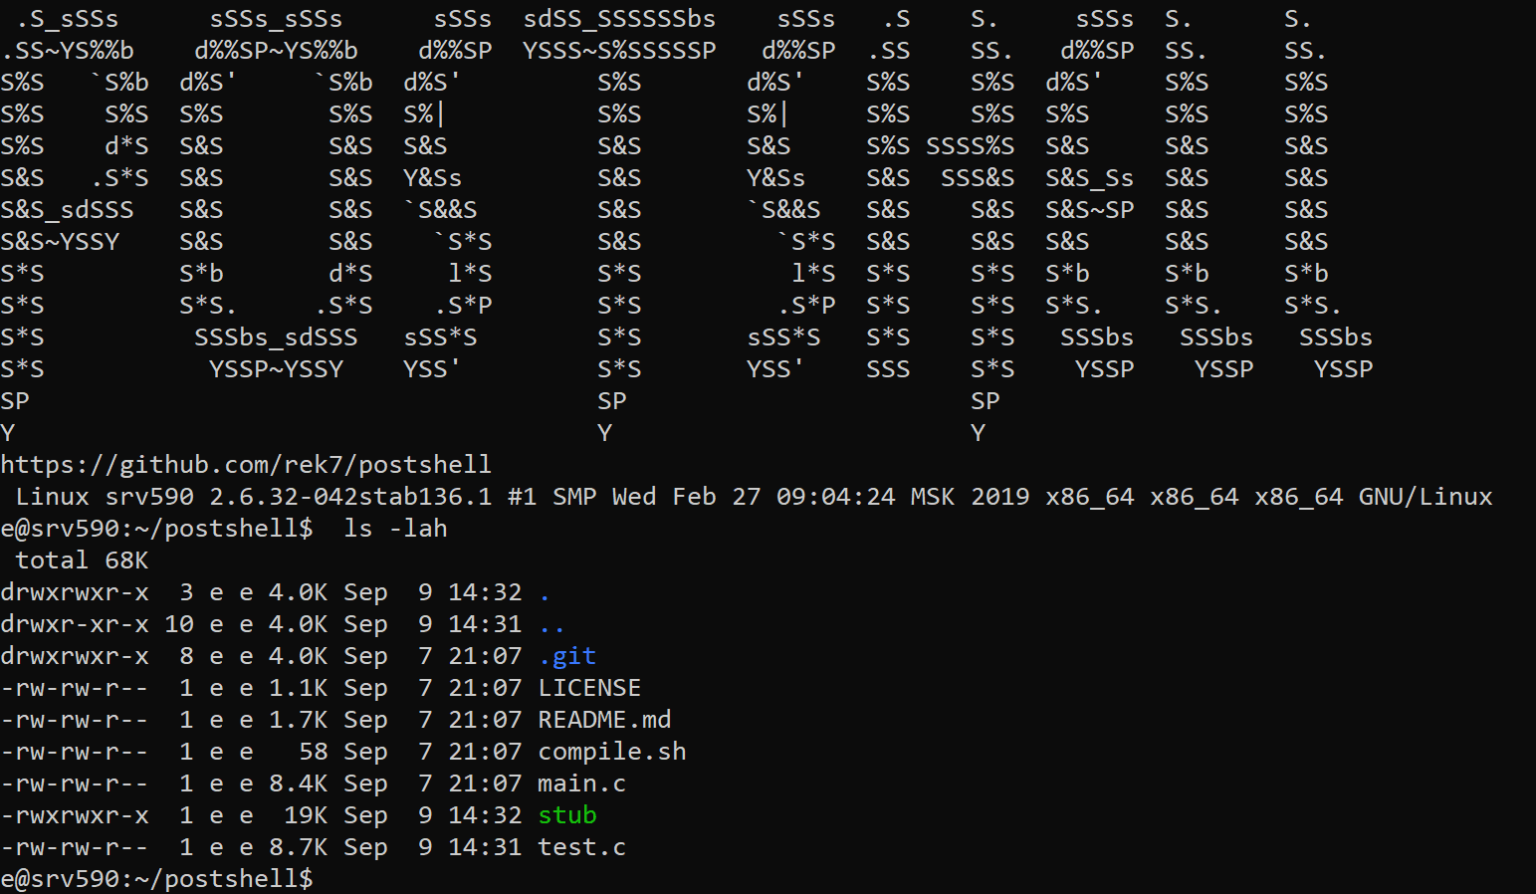 .S_sSSs      sSSs_sSSs      sSSs  sdSS_SSSSSSbs    sSSs   .S    S.     sSSs  S.      S.
.SS~YS%%b    d%%SP~YS%%b    d%%SP  YSSS~S%SSSSSP   d%%SP  .SS    SS.   d%%SP  SS.     SS.
S%S   `S%b  d%S'     `S%b  d%S'         S%S       d%S'    S%S    S%S  d%S'    S%S     S%S
S%S    S%S  S%S       S%S  S%|          S%S       S%|     S%S    S%S  S%S     S%S     S%S
S%S    d*S  S&S       S&S  S&S          S&S       S&S     S%S SSSS%S  S&S     S&S     S&S
S&S   .S*S  S&S       S&S  Y&Ss         S&S       Y&Ss    S&S  SSS&S  S&S_Ss  S&S     S&S
S&S_sdSSS   S&S       S&S  `S&&S        S&S       `S&&S   S&S    S&S  S&S~SP  S&S     S&S
S&S~YSSY    S&S       S&S    `S*S       S&S         `S*S  S&S    S&S  S&S     S&S     S&S
S*S         S*b       d*S     l*S       S*S          l*S  S*S    S*S  S*b     S*b     S*b
S*S         S*S.     .S*S    .S*P       S*S         .S*P  S*S    S*S  S*S.    S*S.    S*S.
S*S          SSSbs_sdSSS   sSS*S        S*S       sSS*S   S*S    S*S   SSSbs   SSSbs   SSSbs
S*S           YSSP~YSSY    YSS'         S*S       YSS'    SSS    S*S    YSSP    YSSP    YSSP
SP                                      SP                       SP
Y                                       Y                        Y
https://github.com/rek7/postshell
 Linux srv590 2.6.32-042stab136.1 #1 SMP Wed Feb 27 09:04:24 MSK 2019 x86_64 x86_64 x86_64 GNU/Linux
e@srv590:~/postshell$  ls -lah
 total 68K
drwxrwxr-x  3 e e 4.0K Sep  9 14:32 .
drwxr-xr-x 10 e e 4.0K Sep  9 14:31 ..
drwxrwxr-x  8 e e 4.0K Sep  7 21:07 .git
-rw-rw-r--  1 e e 1.1K Sep  7 21:07 LICENSE
-rw-rw-r--  1 e e 1.7K Sep  7 21:07 README.md
-rw-rw-r--  1 e e   58 Sep  7 21:07 compile.sh
-rw-rw-r--  1 e e 8.4K Sep  7 21:07 main.c
-rwxrwxr-x  1 e e  19K Sep  9 14:32 stub
-rw-rw-r--  1 e e 8.7K Sep  9 14:31 test.c
e@srv590:~/postshell$